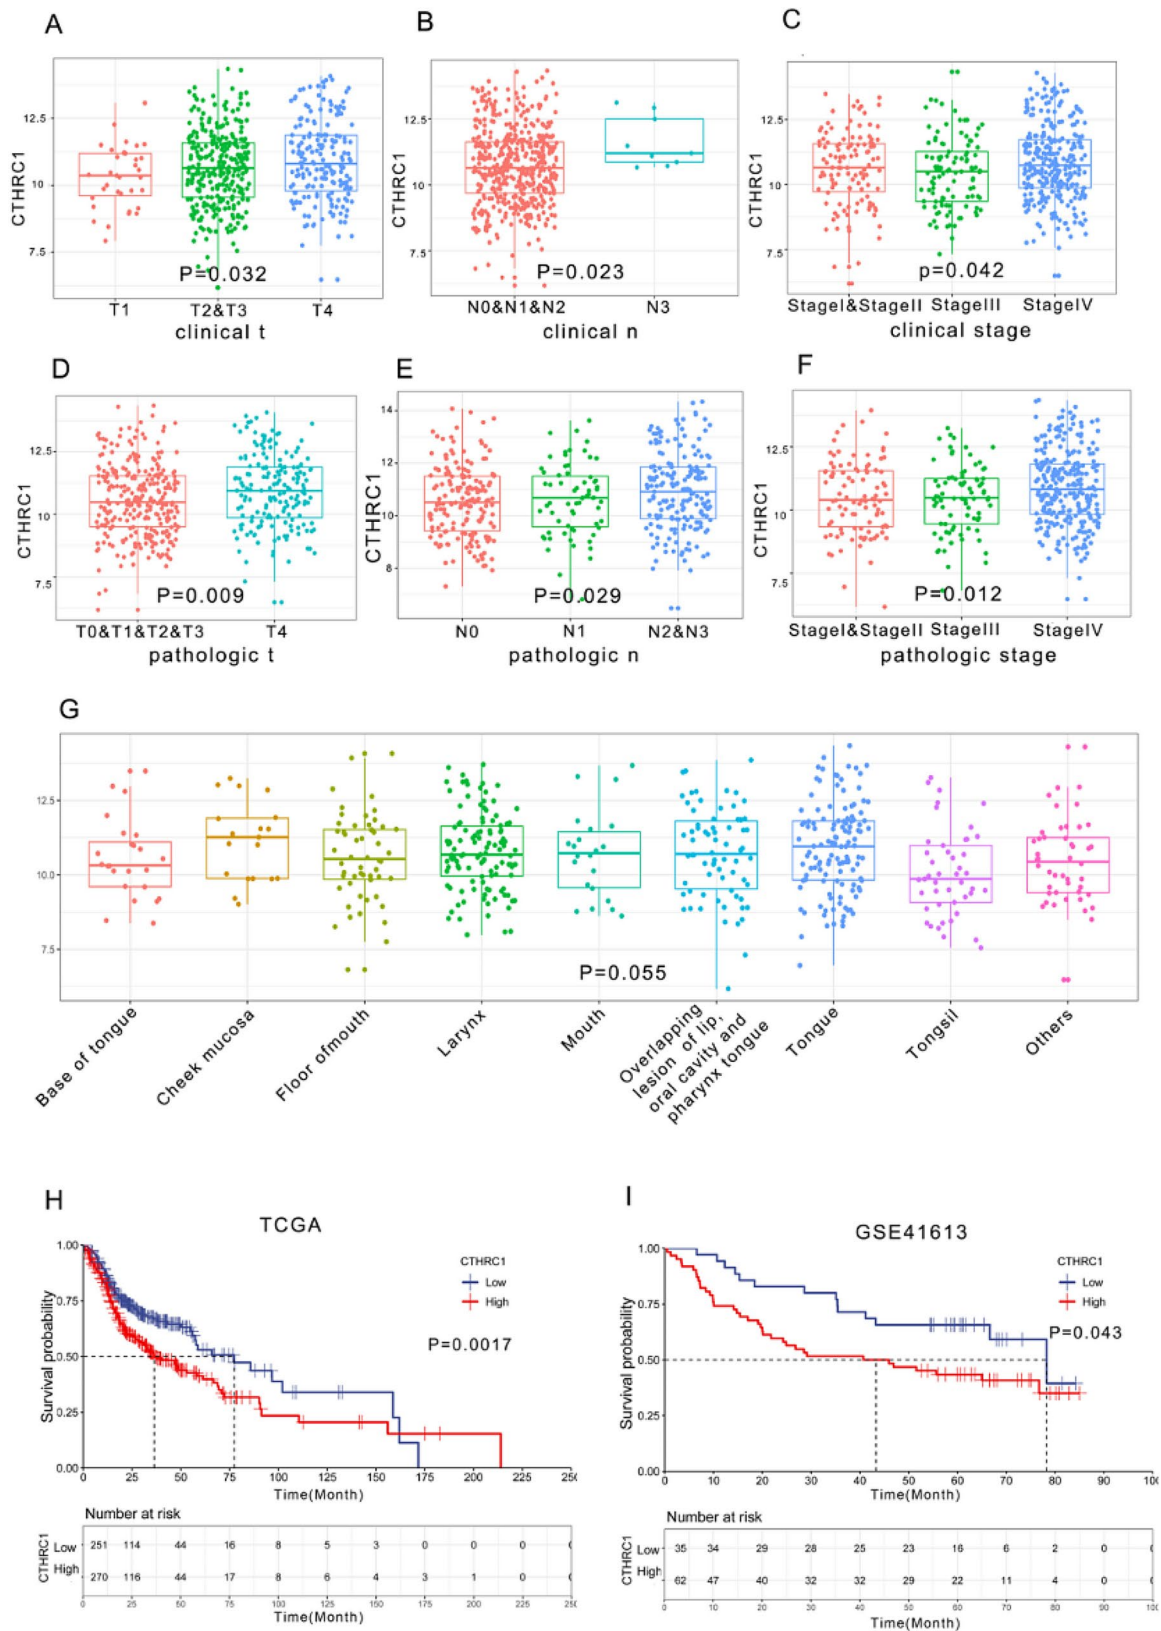 A
B
C
CTHRC1
12.5
10
7.5
P=0.032
T1
T2&T3
T4
clinical t
CTHRC1
12.5
10
7.5
P=0.023
N0&N1&N2
N3
clinical n
CTHRC1
12.5
10
7.5
p=0.042
StageI&StageII
StageIII
StageIV
clinical stage
D
E
F
CTHRC1
12.5
10
7.5
P=0.009
T0&T1&T2&T3
T4
pathologic t
CTHRC1
14
12
10
8
P=0.029
N0
N1
N2&N3
pathologic n
CTHRC1
12.5
10
7.5
P=0.012
StageI&StageII
StageIII
StageIV
pathologic stage
G
12.5
10.0
7.5
P=0.055
Base of tongue
Cheek mucosa
Floor ofmouth
Larynx
Mouth
Overlapping
lesion of lip,
oral cavity and
pharynx tongue
Tongue
Tongsil
Others
H
TCGA
Survival probability
1.00
0.75
0.50
0.25
0.00
CTHRC1
Low
High
P=0.0017
0 25 50 75 100 125 150 175 200 225
Time(Month)
Number at risk
CTHRC1
Low 251 114 44 16 8 5 3 0 0 0
High 270 116 44 17 8 6 4 3 1 0
0 25 50 75 100 125 150 175 200 225
Time(Month)
I
GSE41613
Survival probability
1.00
0.75
0.50
0.25
0.00
CTHRC1
Low
High
P=0.043
0 10 20 30 40 50 60 70 80 90
Time(Month)
Number at risk
CTHRC1
Low 35 34 29 28 25 23 16 6 2 0
High 62 47 40 32 32 29 22 11 4 0
0 10 20 30 40 50 60 70 80 90
Time(Month)